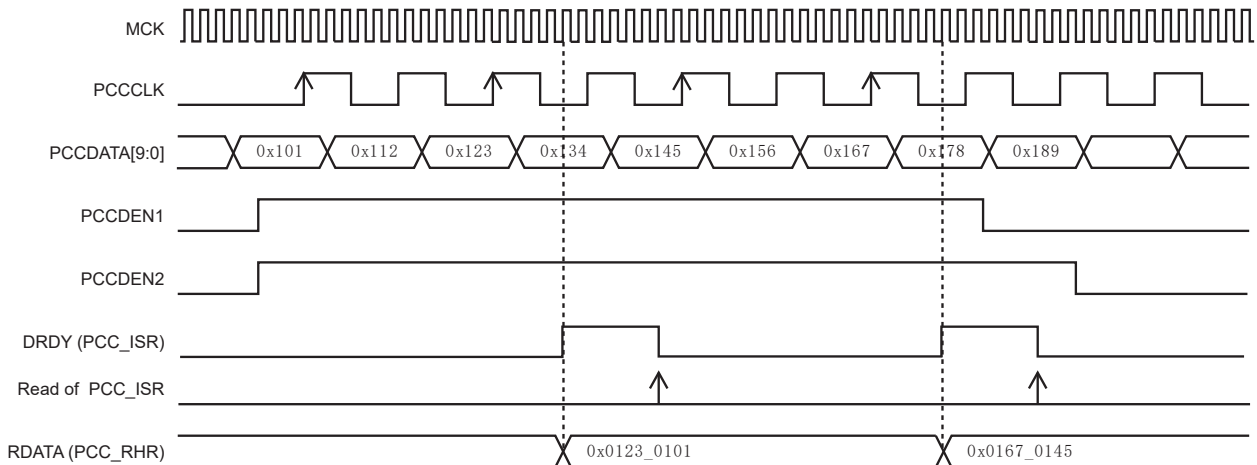 MCK
PCCCLK
PCCDATA[9:0] 0x101 0x112 0x123 0x134 0x145 0x156 0x167 0x178 0x189
PCCDEN1
PCCDEN2
DRDY (PCC_ISR)
Read of PCC_ISR
RDATA (PCC_RHR) 0x0123_0101 0x0167_0145